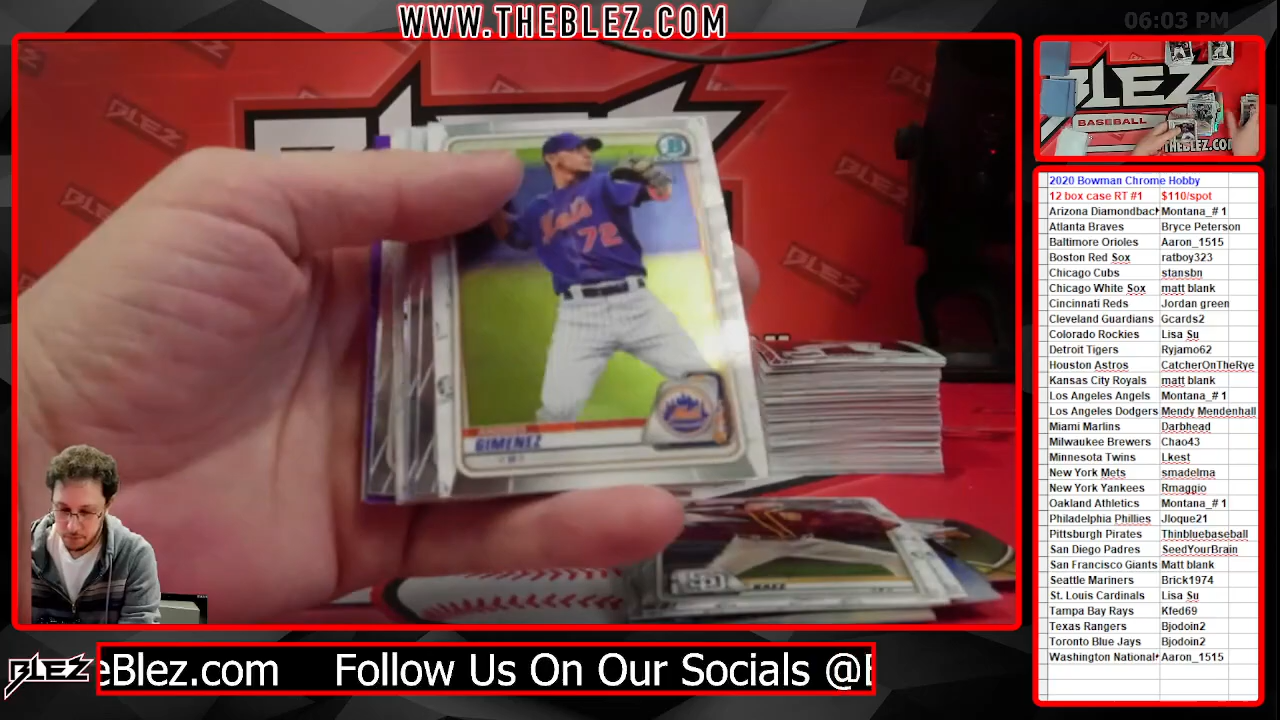 WWW.THEBLEZ.COM
06:03 PM
BLEZ
BASEBALL
Mets
72
GIMENEZ
BAEZ
2020 Bowman Chrome Hobby
12 box case RT #1 $110/spot
Arizona Diamondback Montana_# 1
Atlanta Braves Bryce Peterson
Baltimore Orioles Aaron_1515
Boston Red Sox ratboy323
Chicago Cubs stansbn
Chicago White Sox matt blank
Cincinnati Reds Jordan green
Cleveland Guardians Gcards2
Colorado Rockies Lisa Su
Detroit Tigers Ryjamo62
Houston Astros CatcherOnTheRye
Kansas City Royals matt blank
Los Angeles Angels Montana_# 1
Los Angeles Dodgers Mendy Mendenhall
Miami Marlins Darbhead
Milwaukee Brewers Chao43
Minnesota Twins Lkest
New York Mets smadelma
New York Yankees Rmaggio
Oakland Athletics Montana_# 1
Philadelphia Phillies Jloque21
Pittsburgh Pirates Thinbluebaseball
San Diego Padres SeedYourBrain
San Francisco Giants Matt blank
Seattle Mariners Brick1974
St. Louis Cardinals Lisa Su
Tampa Bay Rays Kfed69
Texas Rangers Bjodoin2
Toronto Blue Jays Bjodoin2
Washington National Aaron_1515
BLEZ
eBlez.com Follow Us On Our Socials @